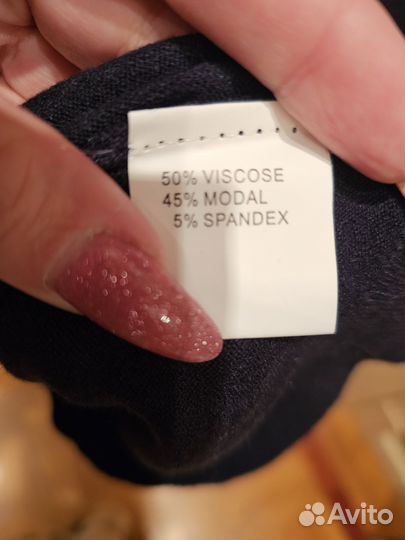 50% VISCOSE
45% MODAL
5% SPANDEX
Avito